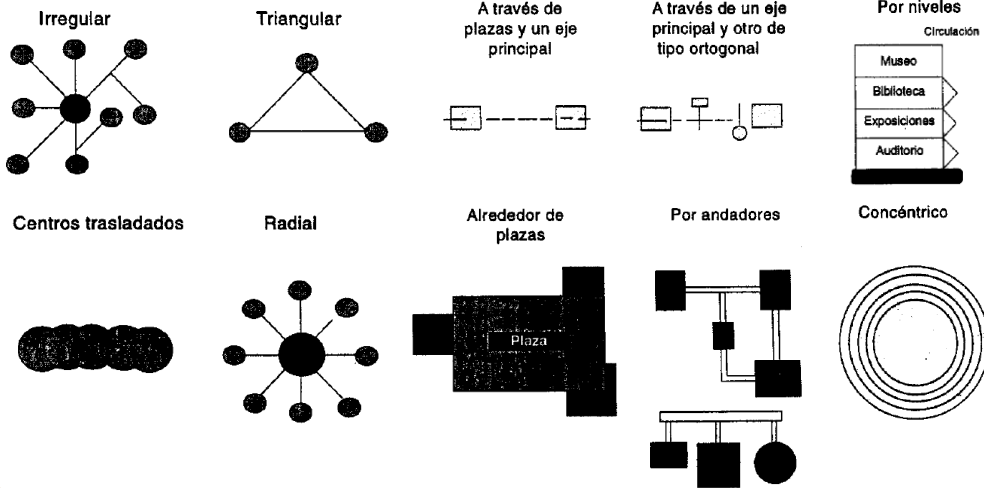 Irregular
Triangular
A través de
plazas y un eje
principal
A través de un eje
principal y otro de
tipo ortogonal
Por niveles
Circulación
Museo
Biblioteca
Exposiciones
Auditorio
Centros trasladados
Radial
Alrededor de
plazas
Plaza
Por andadores
Concéntrico